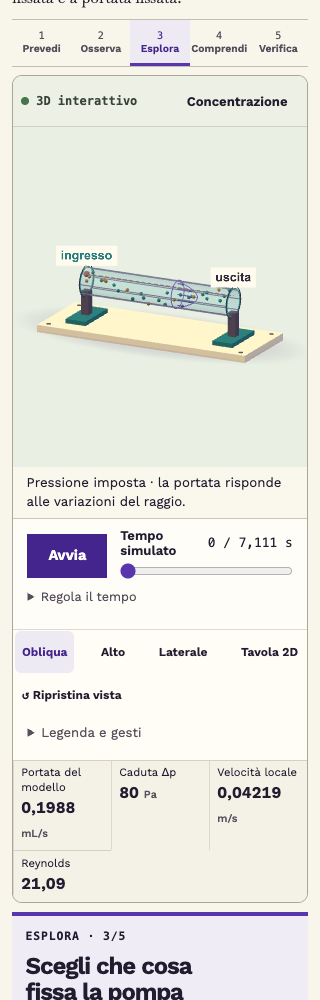 1 2 3 4 5
Prevedi Osserva Esplora Comprendi Verifica
3D interattivo Concentrazione
ingresso
uscita
Pressione imposta · la portata risponde
alle variazioni del raggio.
Avvia
Tempo
simulato
0 / 7,111 s
▶ Regola il tempo
Obliqua Alto Laterale Tavola 2D
↺ Ripristina vista
▶ Legenda e gesti
Portata del
modello
0,1988
mL/s
Caduta Δp
80 Pa
Velocità locale
0,04219
m/s
Reynolds
21,09
ESPLORA · 3/5
Scegli che cosa
fissa la pompa